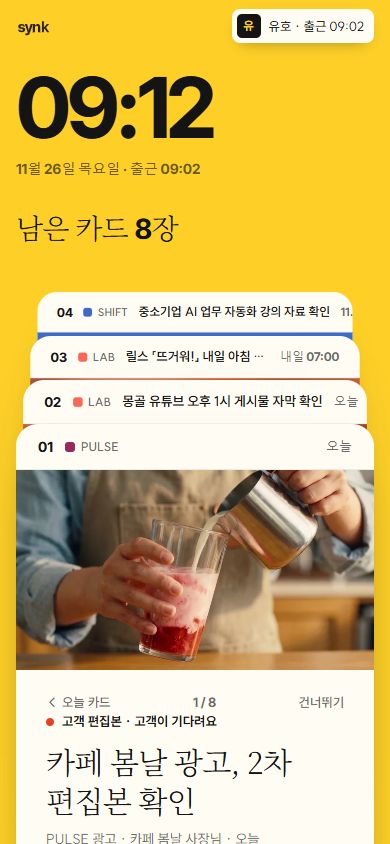 synk
유 유호 · 출근 09:02
09:12
11월 26일 목요일 · 출근 09:02
남은 카드 8장
04 SHIFT 중소기업 AI 업무 자동화 강의 자료 확인 11.
03 LAB 릴스 「뜨거워!」 내일 아침 ··· 내일 07:00
02 LAB 몽골 유튜브 오후 1시 게시물 자막 확인 오늘
01 PULSE 오늘
오늘 카드 1 / 8 건너뛰기
고객 편집본 · 고객이 기다려요
카페 봄날 광고, 2차
편집본 확인
PULSE 광고 · 카페 봄날 사장님 · 오늘